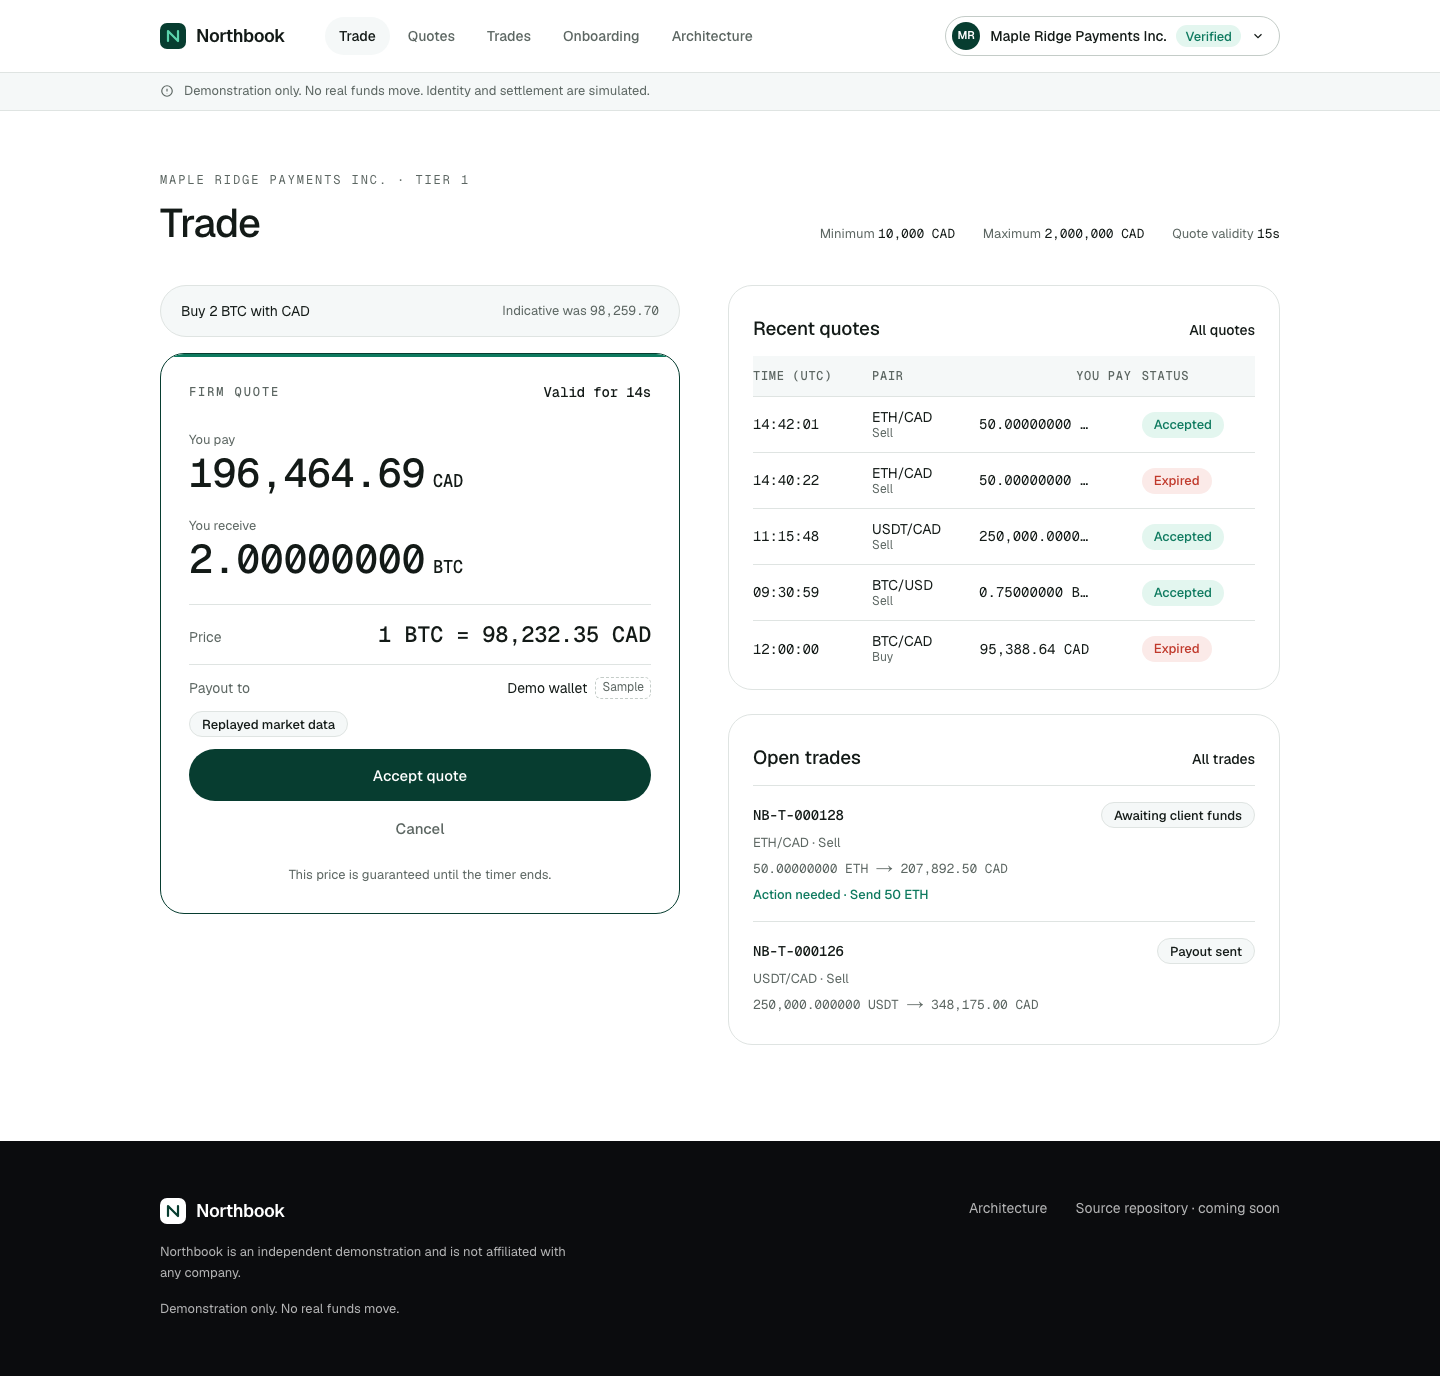 Northbook
Trade Quotes Trades Onboarding Architecture
MR Maple Ridge Payments Inc. Verified
Demonstration only. No real funds move. Identity and settlement are simulated.
MAPLE RIDGE PAYMENTS INC. · TIER 1
Trade
Minimum 10,000 CAD Maximum 2,000,000 CAD Quote validity 15s
Buy 2 BTC with CAD Indicative was 98,259.70
FIRM QUOTE Valid for 14s
You pay
196,464.69 CAD
You receive
2.00000000 BTC
Price 1 BTC = 98,232.35 CAD
Payout to Demo wallet Sample
Replayed market data
Accept quote
Cancel
This price is guaranteed until the timer ends.
Recent quotes All quotes
TIME (UTC) PAIR YOU PAY STATUS
14:42:01 ETH/CAD 50.00000000 … Accepted
Sell
14:40:22 ETH/CAD 50.00000000 … Expired
Sell
11:15:48 USDT/CAD 250,000.0000… Accepted
Sell
09:30:59 BTC/USD 0.75000000 B… Accepted
Sell
12:00:00 BTC/CAD 95,388.64 CAD Expired
Buy
Open trades All trades
NB-T-000128 Awaiting client funds
ETH/CAD · Sell
50.00000000 ETH → 207,892.50 CAD
Action needed · Send 50 ETH
NB-T-000126 Payout sent
USDT/CAD · Sell
250,000.000000 USDT → 348,175.00 CAD
Northbook
Architecture Source repository · coming soon
Northbook is an independent demonstration and is not affiliated with
any company.
Demonstration only. No real funds move.